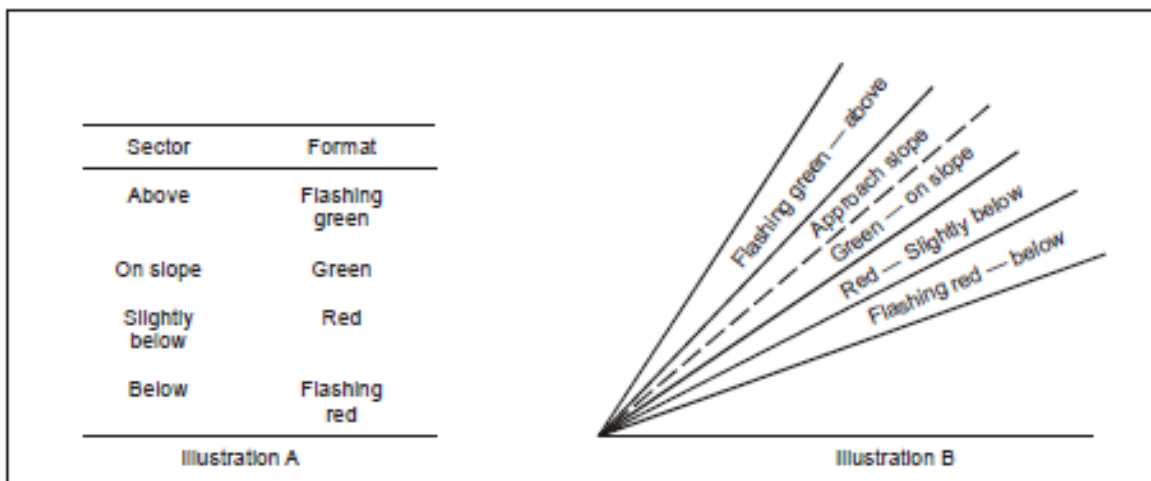 Sector Format
Above Flashing
green
On slope Green
Slightly Red
below
Below Flashing
red
Illustration A
Flashing green — above
Approach slope
Green — on slope
Red — Slightly below
Flashing red — below
Illustration B